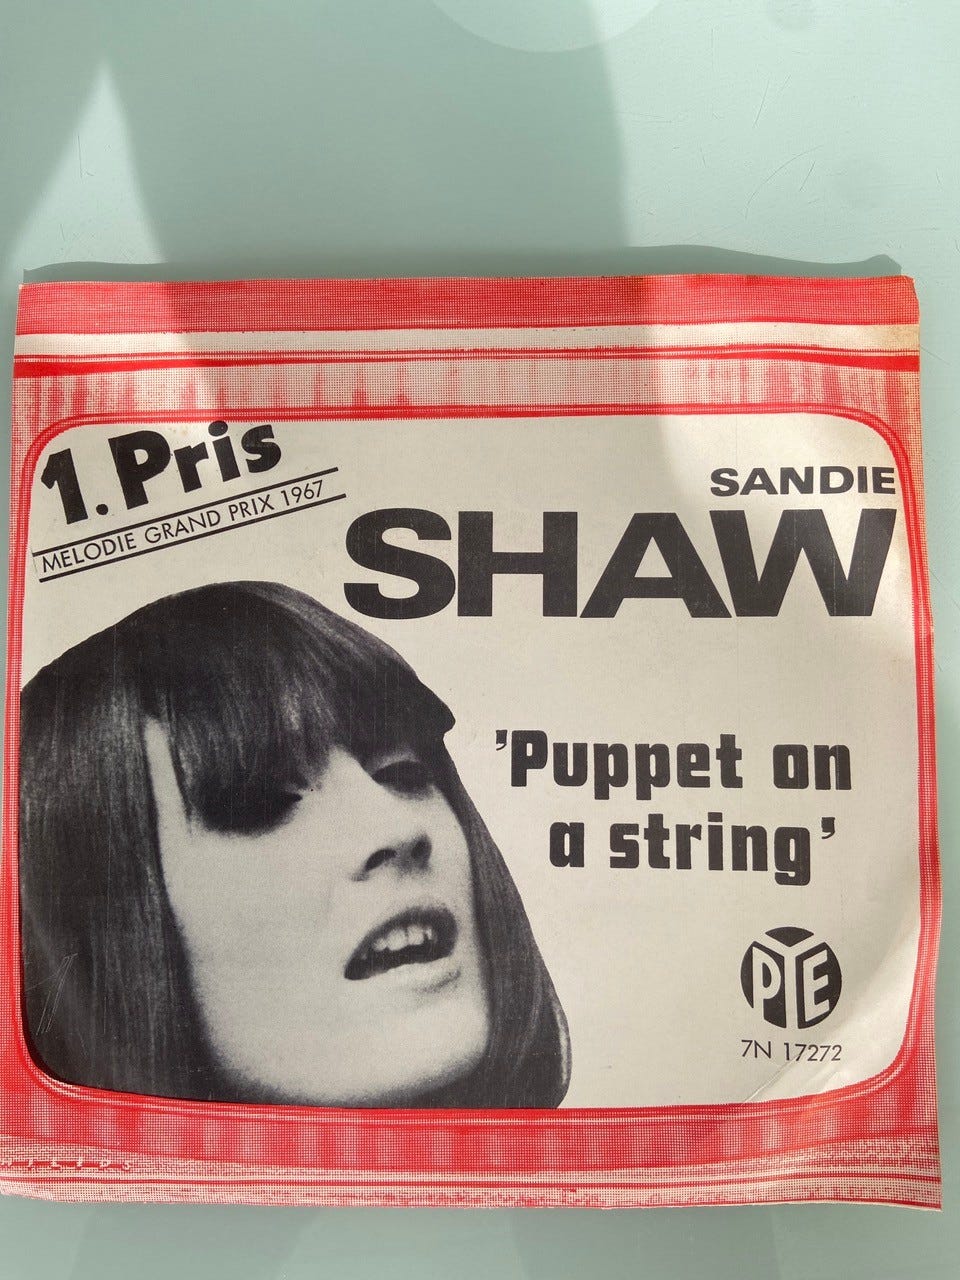 1. Pris
MELODIE GRAND PRIX 1967
SANDIE
SHAW
’Puppet on
a string’
PYE
7N 17272